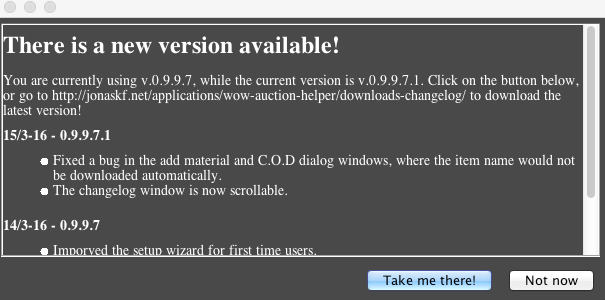 There is a new version available!
You are currently using v.0.9.9.7, while the current version is v.0.9.9.7.1. Click on the button below,
or go to http://jonaskf.net/applications/wow-auction-helper/downloads-changelog/ to download the
latest version!
15/3-16 - 0.9.9.7.1
Fixed a bug in the add material and C.O.D dialog windows, where the item name would not
be downloaded automatically.
The changelog window is now scrollable.
14/3-16 - 0.9.9.7
Imporved the setup wizard for first time users.
Take me there!
Not now